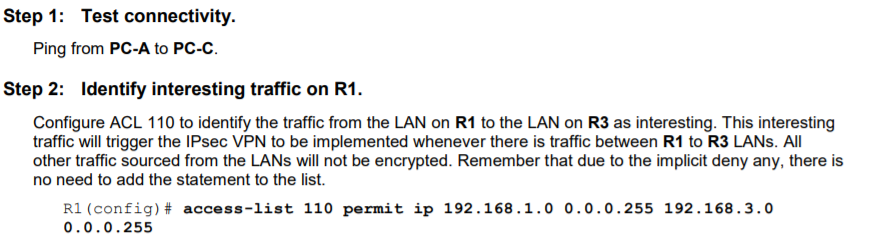 Step 1: Test connectivity.
Ping from PC-A to PC-C.
Step 2: Identify interesting traffic on R1.
Configure ACL 110 to identify the traffic from the LAN on R1 to the LAN on R3 as interesting. This interesting
traffic will trigger the IPsec VPN to be implemented whenever there is traffic between R1 to R3 LANs. All
other traffic sourced from the LANs will not be encrypted. Remember that due to the implicit deny any, there is
no need to add the statement to the list.
R1(config)# access-list 110 permit ip 192.168.1.0 0.0.0.255 192.168.3.0
0.0.0.255